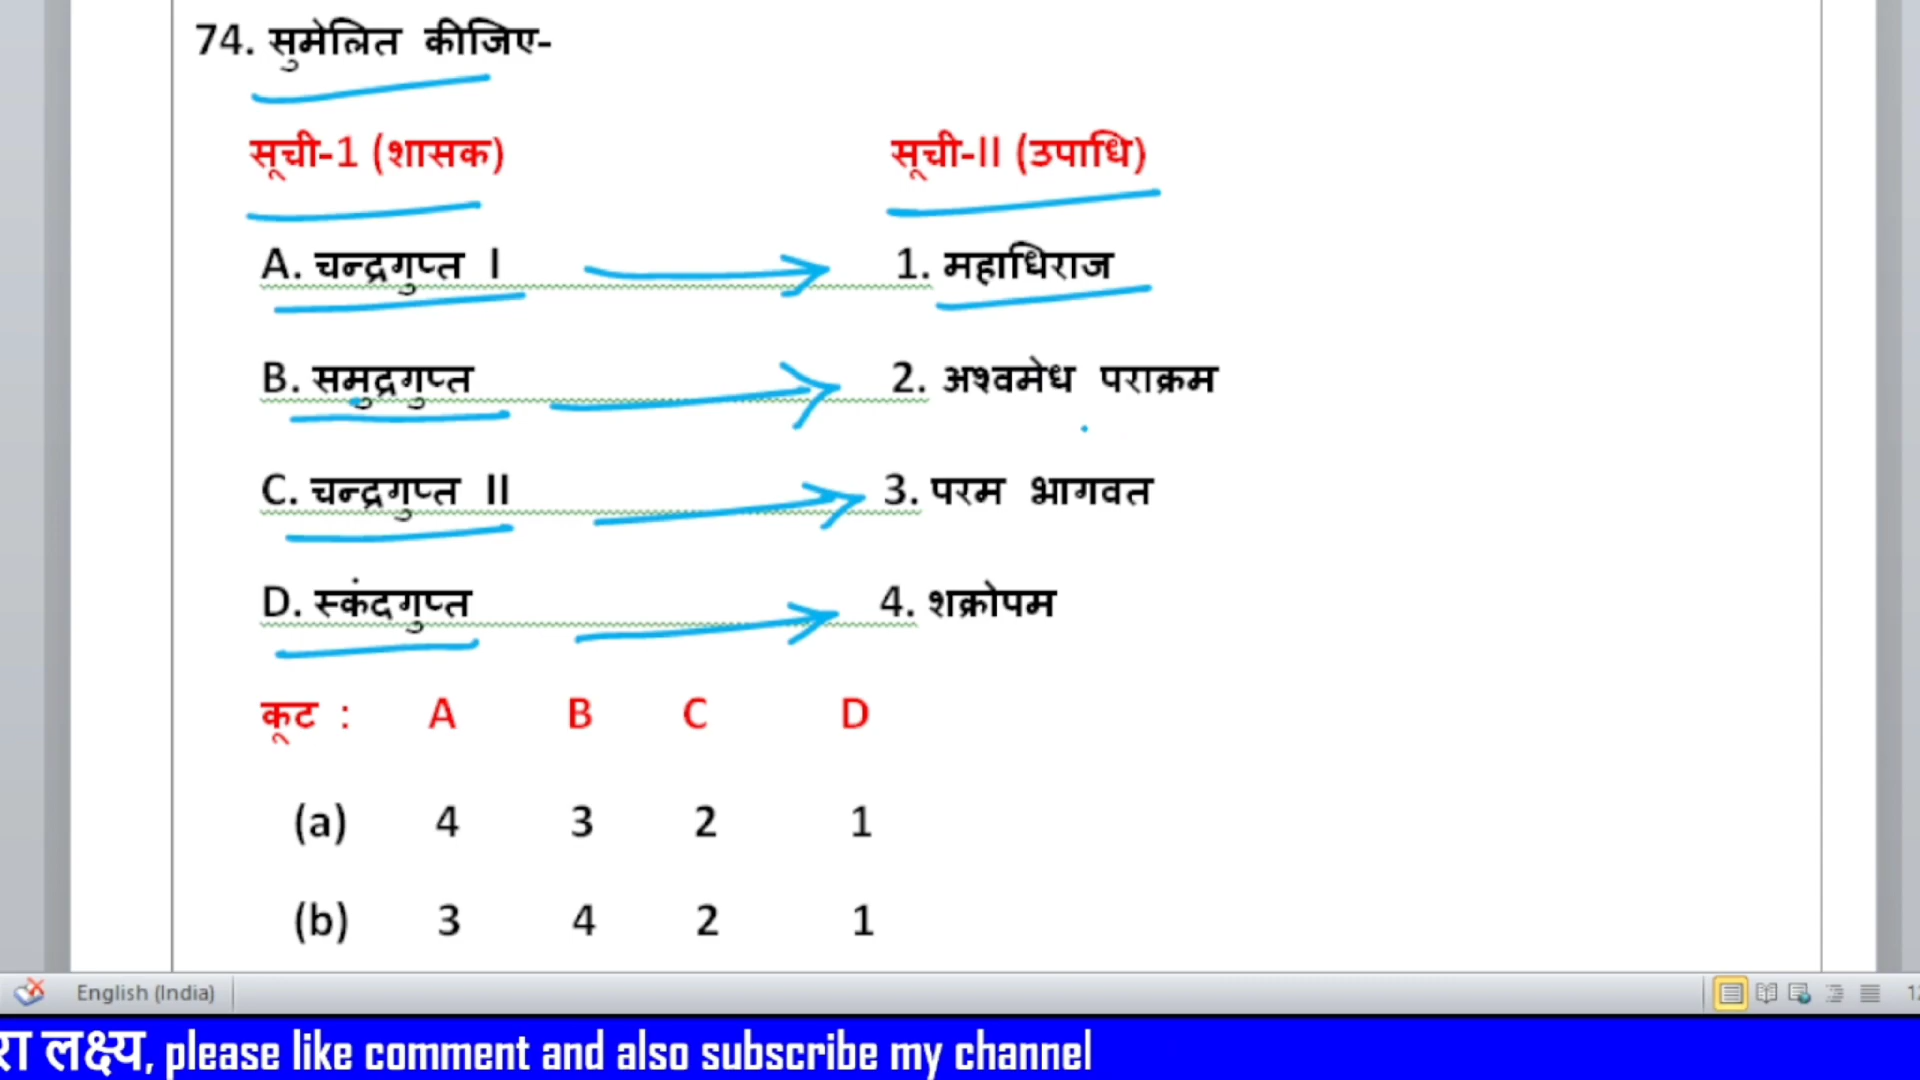 74. सुमेलित कीजिए-
सूची-1 (शासक) सूची-II (उपाधि)
A. चन्द्रगुप्त I 1. महाधिराज
B. समुद्रगुप्त 2. अश्वमेध पराक्रम
C. चन्द्रगुप्त II 3. परम भागवत
D. स्कंदगुप्त 4. शक्रोपम
कूट : A B C D
(a) 4 3 2 1
(b) 3 4 2 1
English (India)
लक्ष्य, please like comment and also subscribe my channel